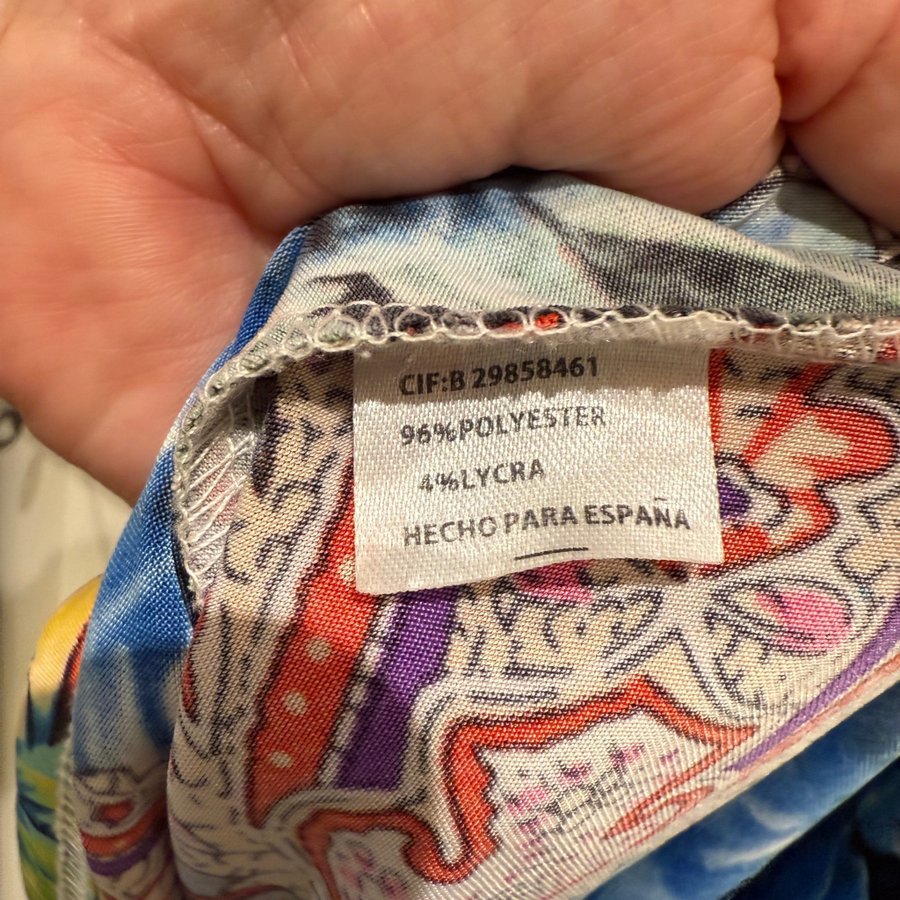 CIF:B 29858461
96%POLYESTER
4%LYCRA
HECHO PARA ESPAÑA